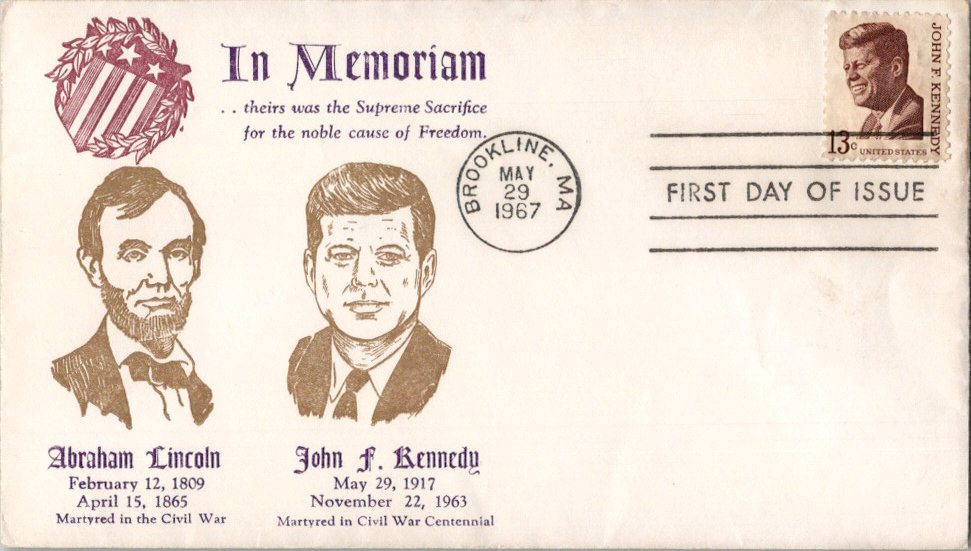 In Memoriam
. . theirs was the Supreme Sacrifice
for the noble cause of Freedom.
BROOKLINE, MA
MAY
29
1967
JOHN F. KENNEDY
13c UNITED STATES
FIRST DAY OF ISSUE
Abraham Lincoln
February 12, 1809
April 15, 1865
Martyred in the Civil War
John F. Kennedy
May 29, 1917
November 22, 1963
Martyred in Civil War Centennial